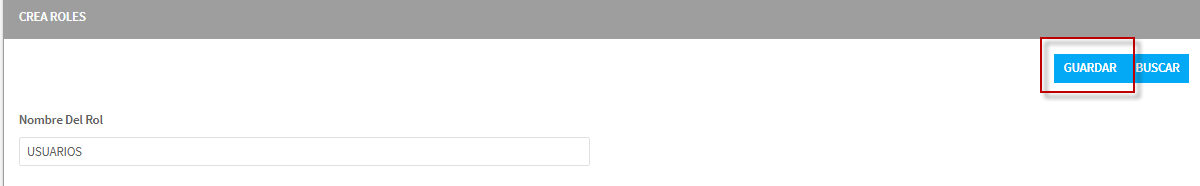 CREA ROLES
GUARDAR BUSCAR
Nombre Del Rol
USUARIOS